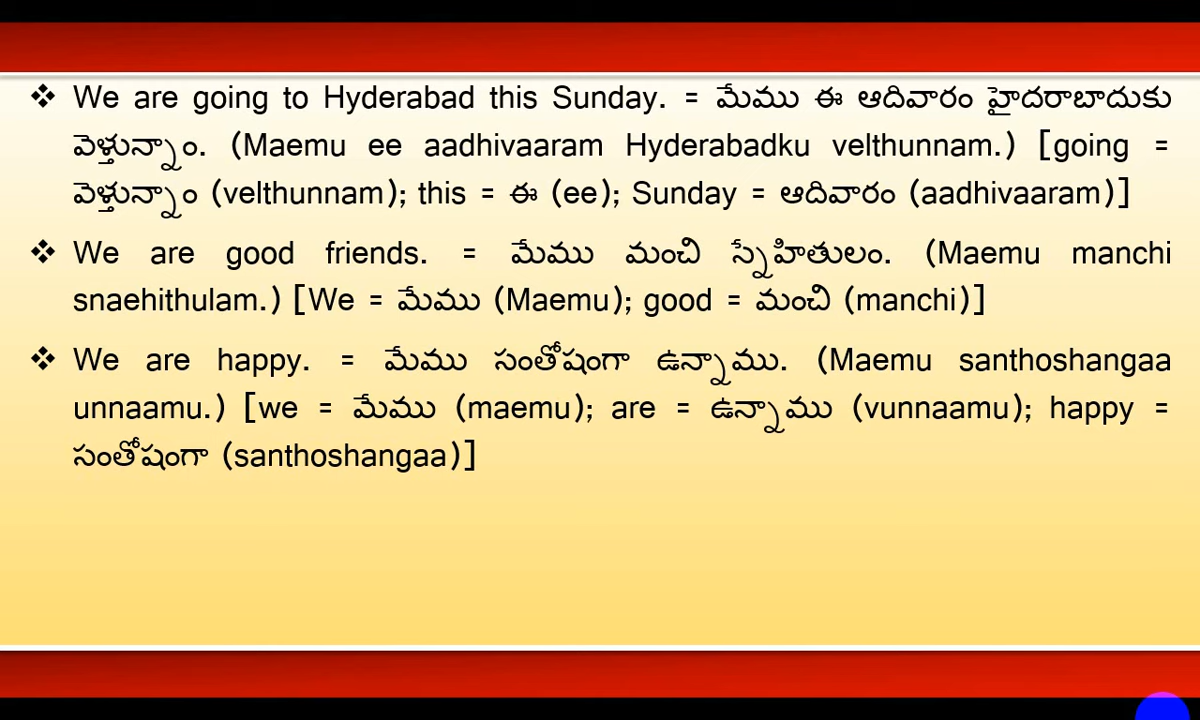 ❖ We are going to Hyderabad this Sunday. = మేము ఈ ఆదివారం హైదరాబాదుకు
వెళ్తున్నాం. (Maemu ee aadhivaaram Hyderabadku velthunnam.) [going =
వెళ్తున్నాం (velthunnam); this = ఈ (ee); Sunday = ఆదివారం (aadhivaaram)]
❖ We are good friends. = మేము మంచి స్నేహితులం. (Maemu manchi
snaehithulam.) [We = మేము (Maemu); good = మంచి (manchi)]
❖ We are happy. = మేము సంతోషంగా ఉన్నాము. (Maemu santhoshangaa
unnaamu.) [we = మేము (maemu); are = ఉన్నాము (vunnaamu); happy =
సంతోషంగా (santhoshangaa)]